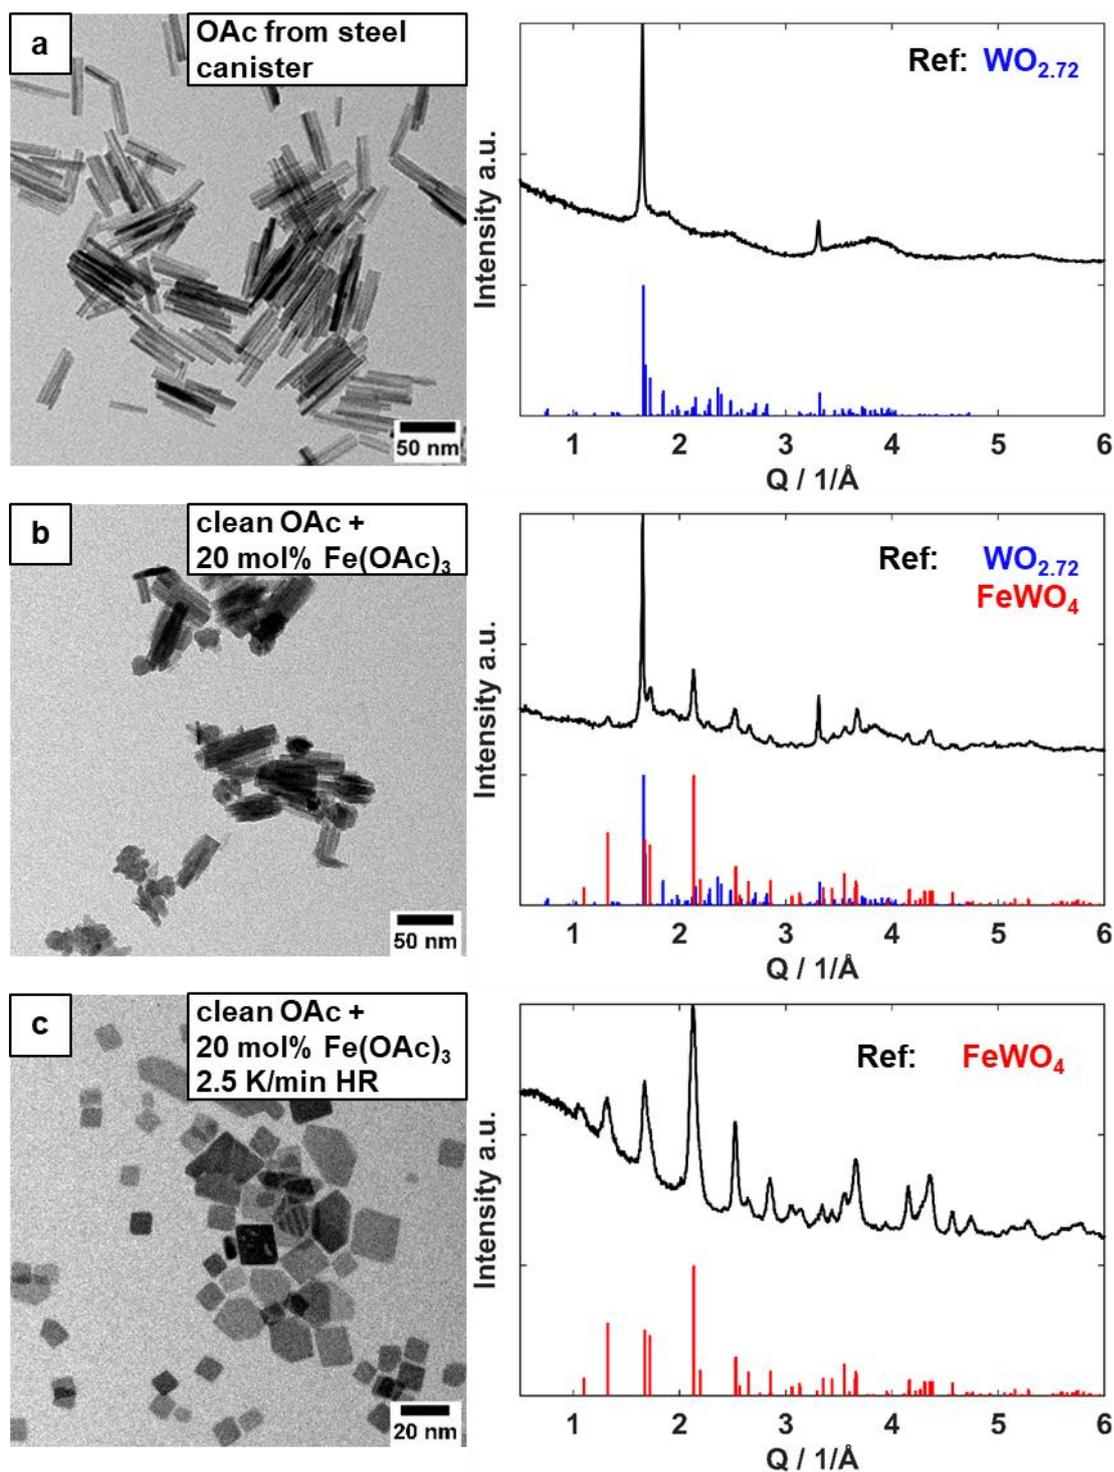 a
OAc from steel
canister
50 nm
Ref: WO2.72
Intensity a.u.
1 2 3 4 5 6
Q / 1/Å
b
clean OAc +
20 mol% Fe(OAc)3
50 nm
Ref: WO2.72
FeWO4
Intensity a.u.
1 2 3 4 5 6
Q / 1/Å
c
clean OAc +
20 mol% Fe(OAc)3
2.5 K/min HR
20 nm
Ref: FeWO4
Intensity a.u.
1 2 3 4 5 6
Q / 1/Å